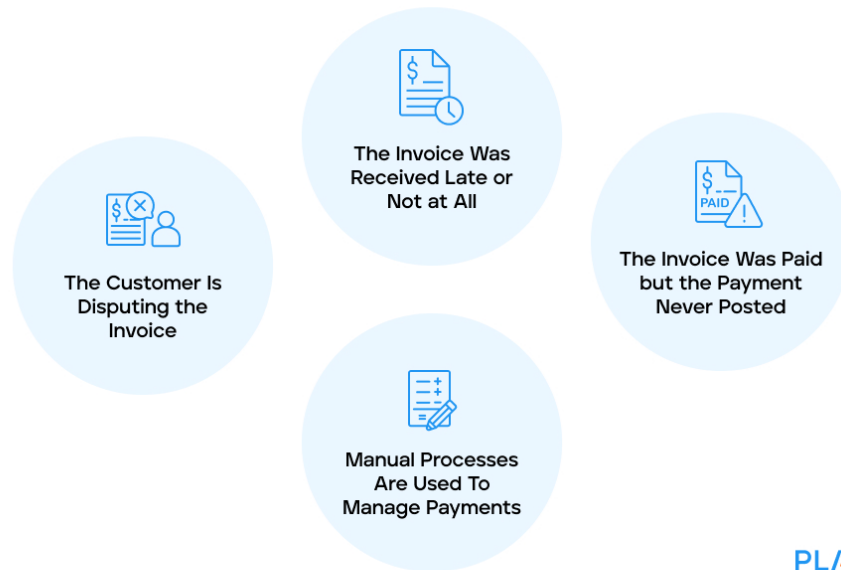 The Invoice Was
Received Late or
Not at All
The Customer Is
Disputing the
Invoice
PAID
The Invoice Was Paid
but the Payment
Never Posted
Manual Processes
Are Used To
Manage Payments